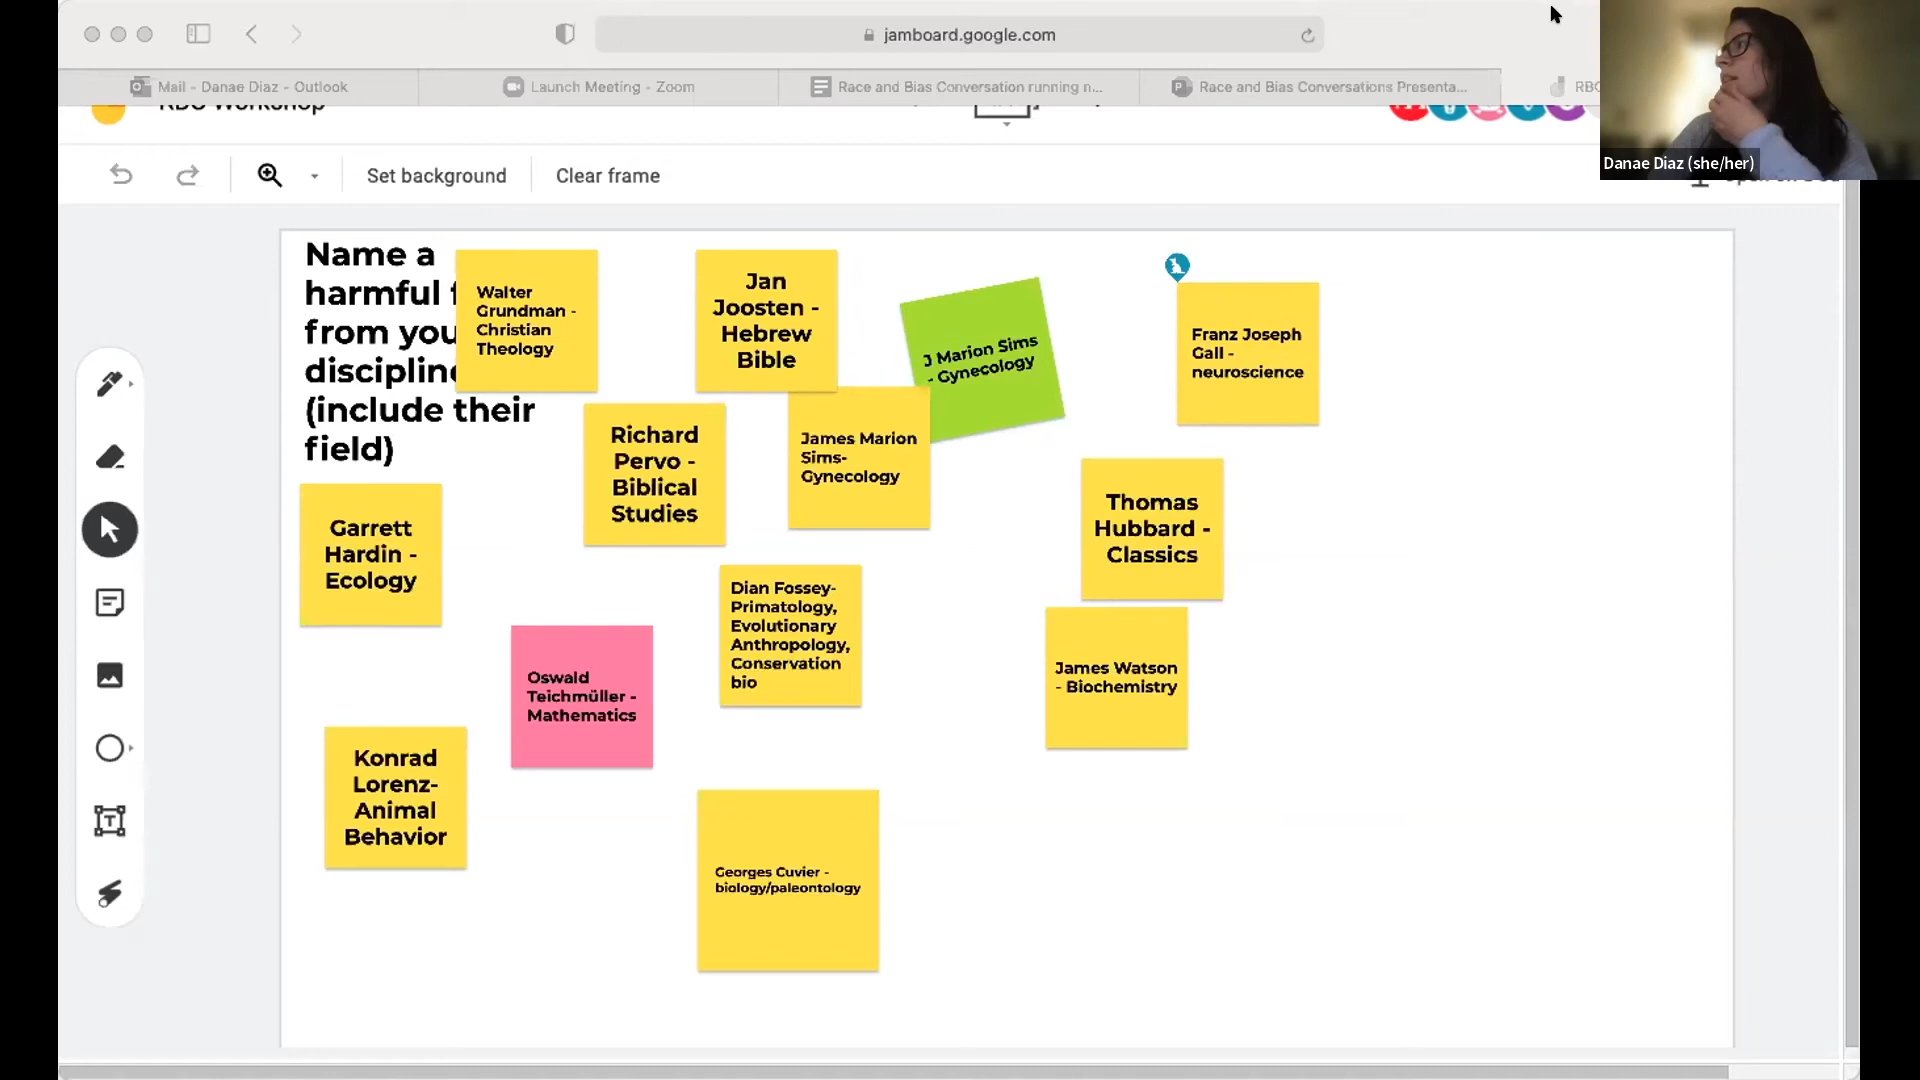 jamboard.google.com
Mail - Danae Diaz - Outlook
Launch Meeting - Zoom
Race and Bias Conversation running n...
Race and Bias Conversations Presenta...
RBC
RBC Workshop
Set background
Clear frame
Danae Diaz (she/her)
Name a
harmful
from you
discipline
(include their
field)
Walter
Grundman -
Christian
Theology
Jan
Joosten -
Hebrew
Bible
J Marion Sims
- Gynecology
Franz Joseph
Gall -
neuroscience
Richard
Pervo -
Biblical
Studies
James Marion
Sims-
Gynecology
Thomas
Hubbard -
Classics
Garrett
Hardin -
Ecology
Dian Fossey-
Primatology,
Evolutionary
Anthropology,
Conservation
bio
James Watson
- Biochemistry
Oswald
Teichmüller -
Mathematics
Konrad
Lorenz-
Animal
Behavior
Georges Cuvier -
biology/paleontology